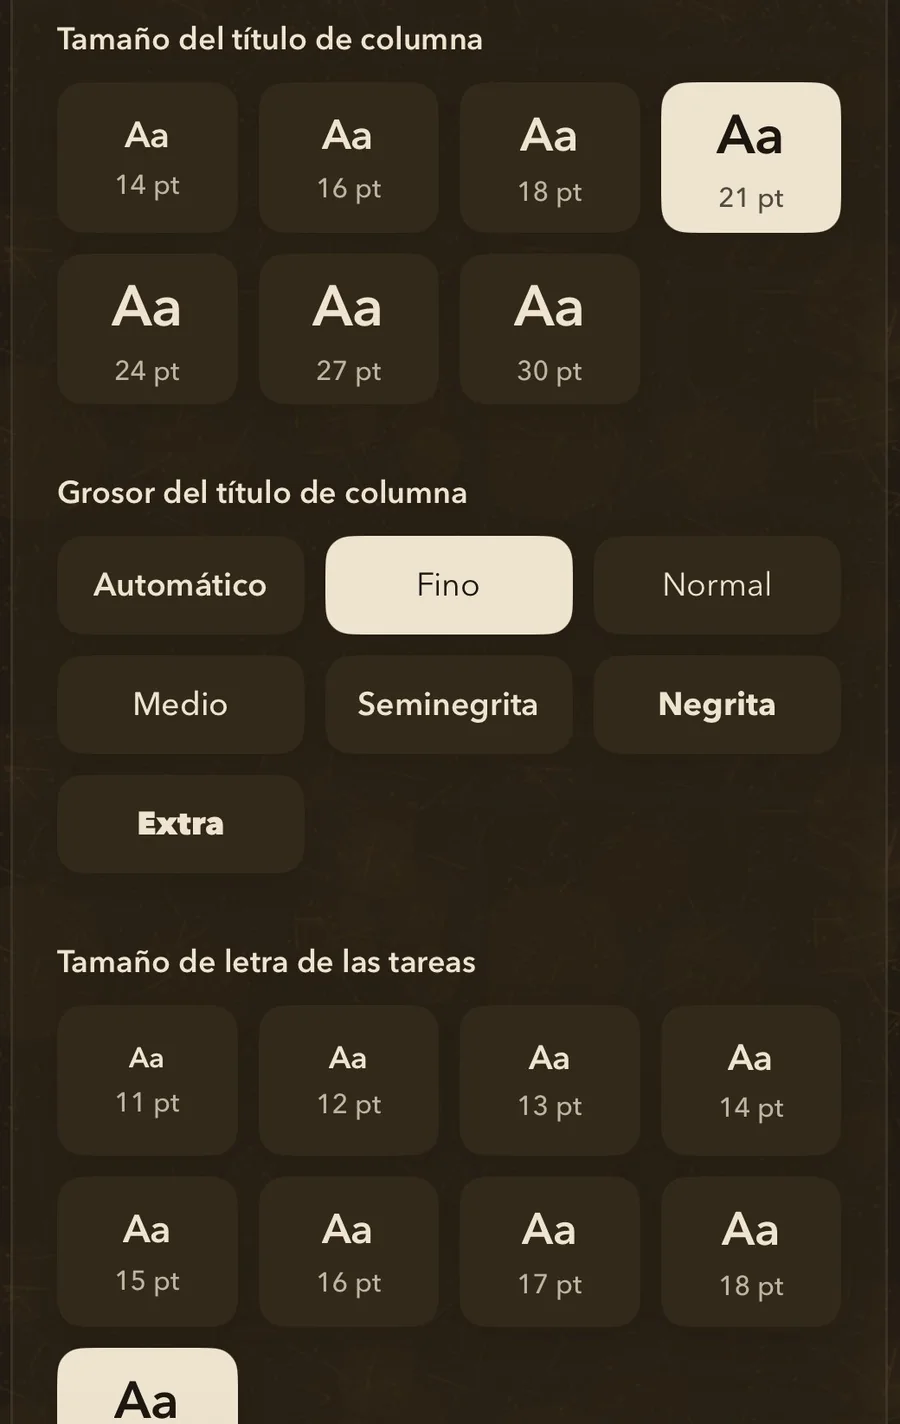 Tamaño del título de columna
Aa Aa Aa Aa
14 pt 16 pt 18 pt 21 pt
Aa Aa Aa
24 pt 27 pt 30 pt
Grosor del título de columna
Automático Fino Normal
Medio Seminegrita Negrita
Extra
Tamaño de letra de las tareas
Aa Aa Aa Aa
11 pt 12 pt 13 pt 14 pt
Aa Aa Aa Aa
15 pt 16 pt 17 pt 18 pt
Aa